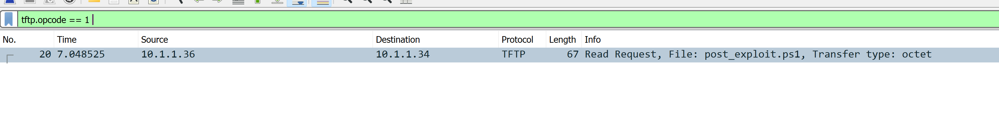 tftp.opcode == 1
No. Time Source Destination Protocol Length Info
20 7.048525 10.1.1.36 10.1.1.34 TFTP 67 Read Request, File: post_exploit.ps1, Transfer type: octet